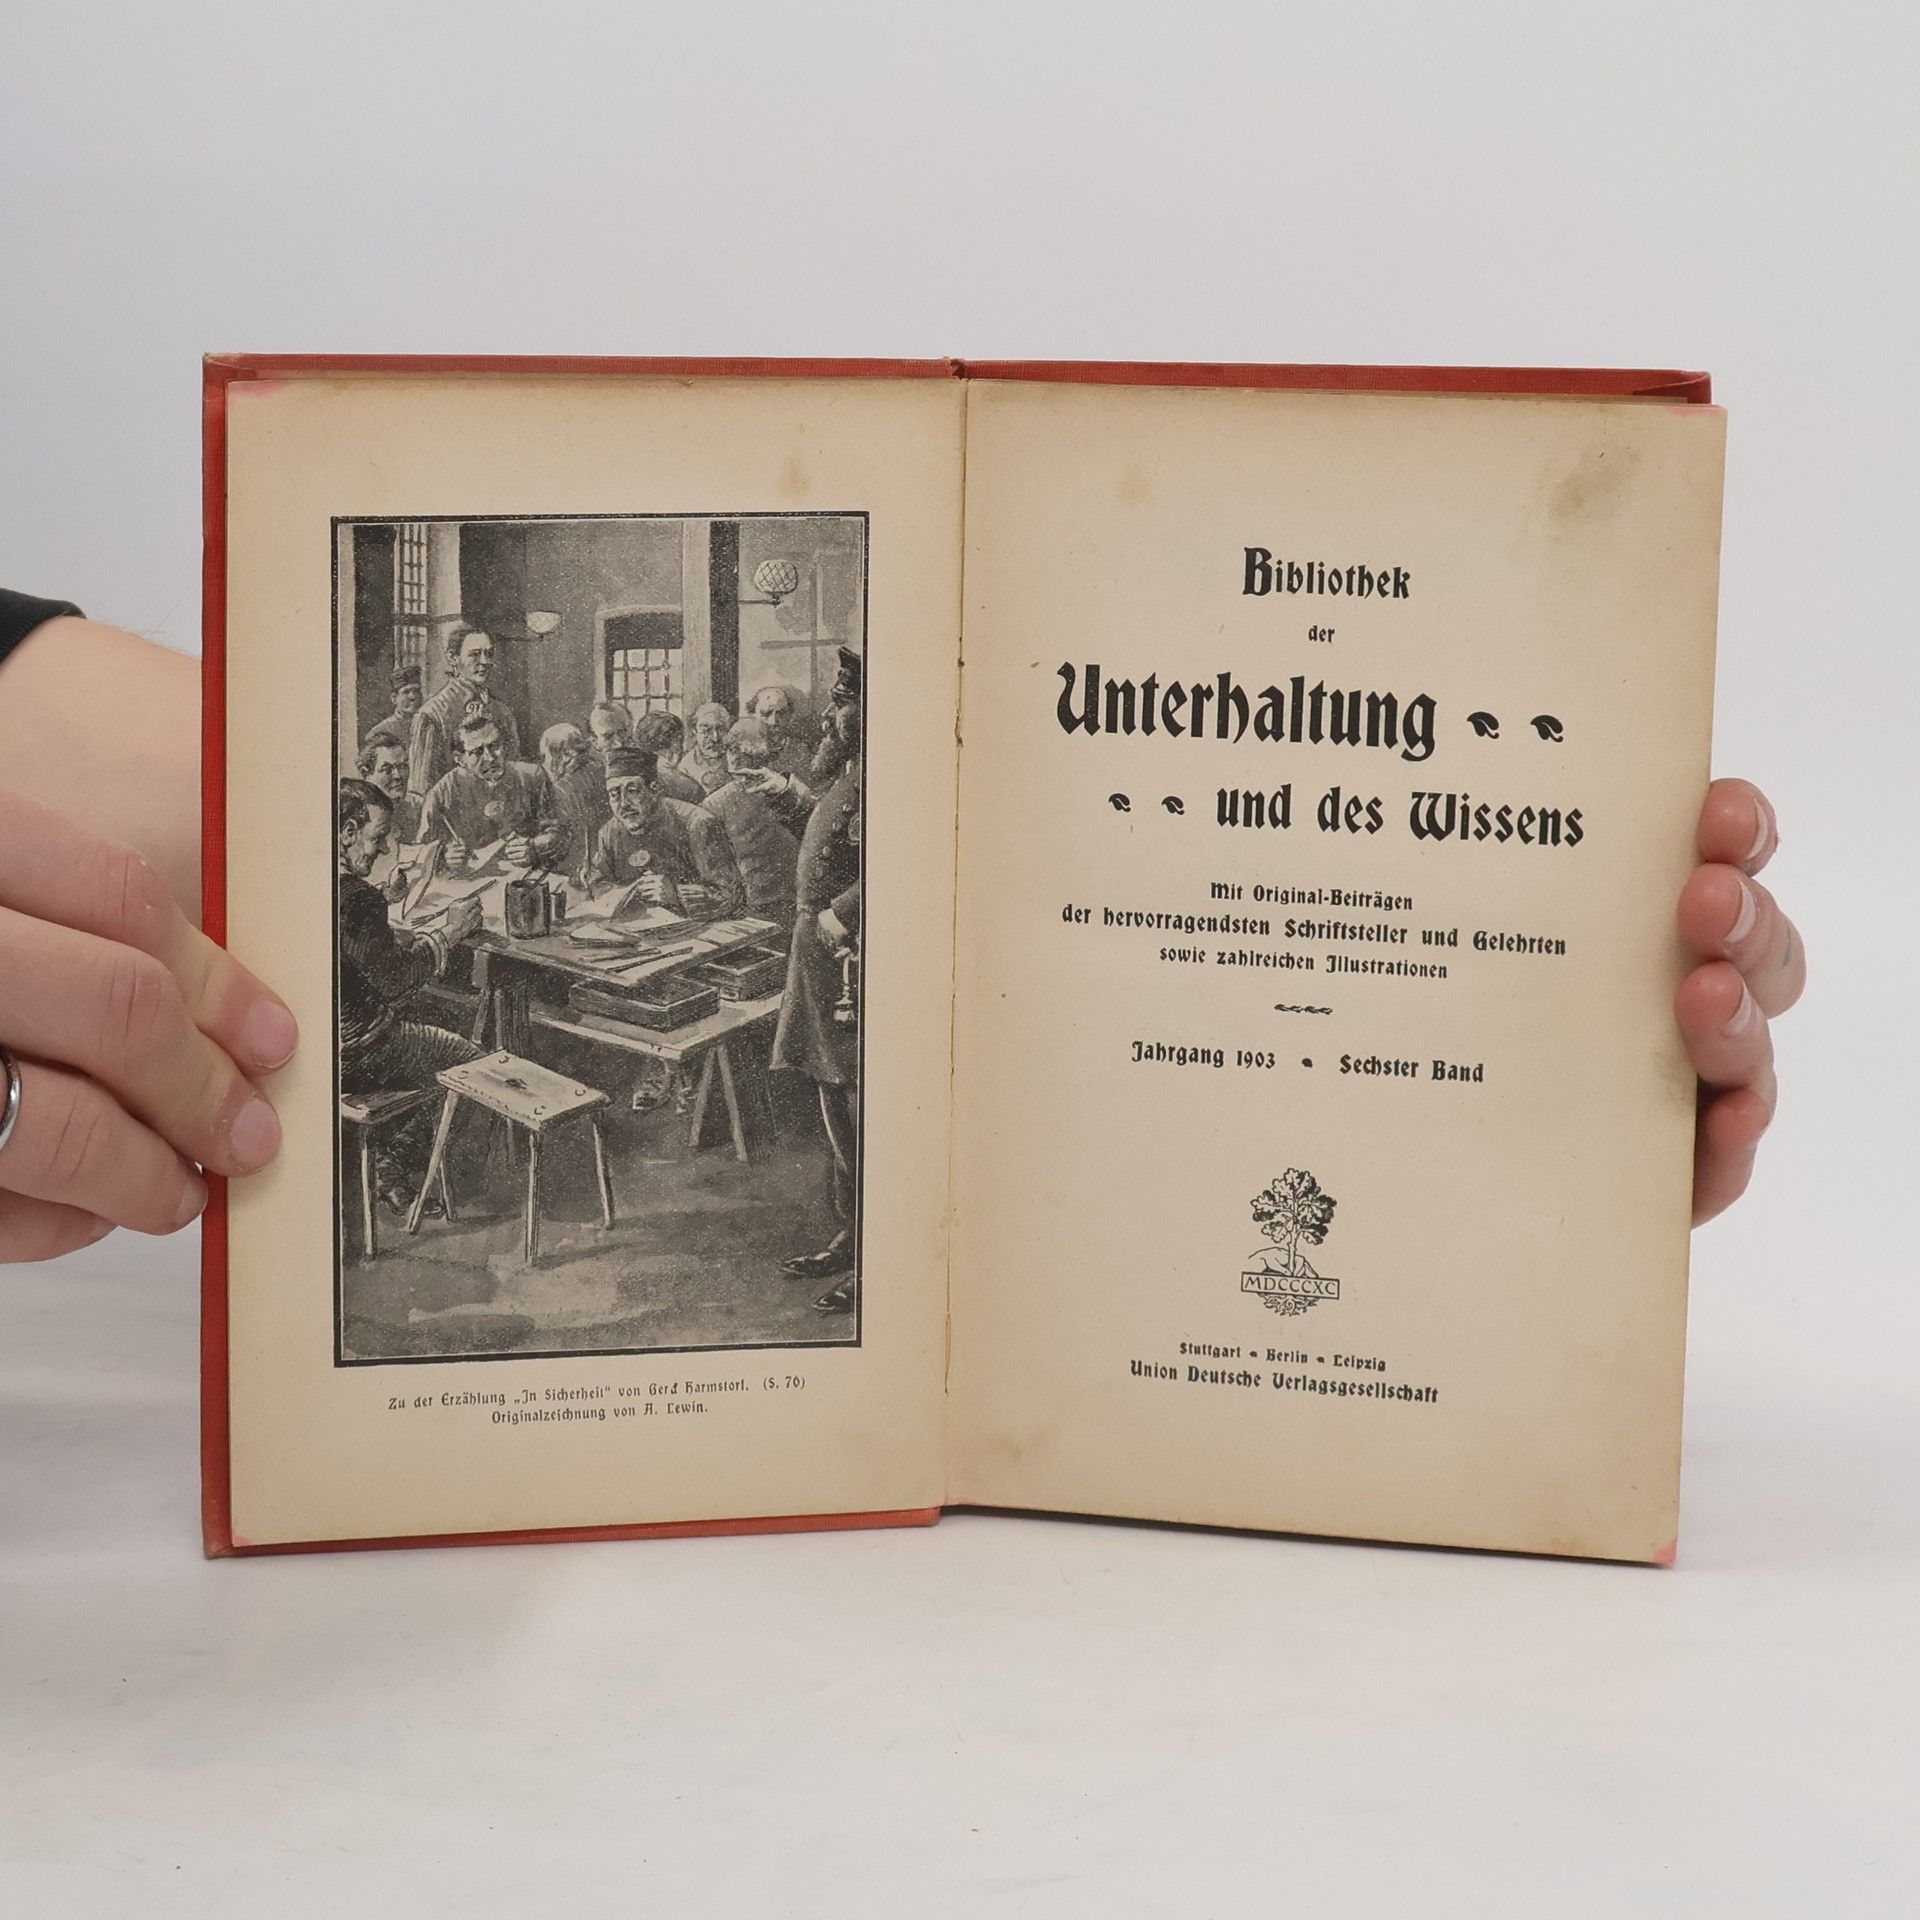 Zu der Erzählung „In Sicherheit" von Gerd Harmstorf. (S. 76)
Originalzeichnung von A. Lewin.
Bibliothek
der
Unterhaltung
und des Wissens
Mit Original-Beiträgen
der hervorragendsten Schriftsteller und Gelehrten
sowie zahlreichen Illustrationen
Jahrgang 1903 • Sechster Band
MDCCCXC
Stuttgart • Berlin • Leipzig
Union Deutsche Verlagsgesellschaft